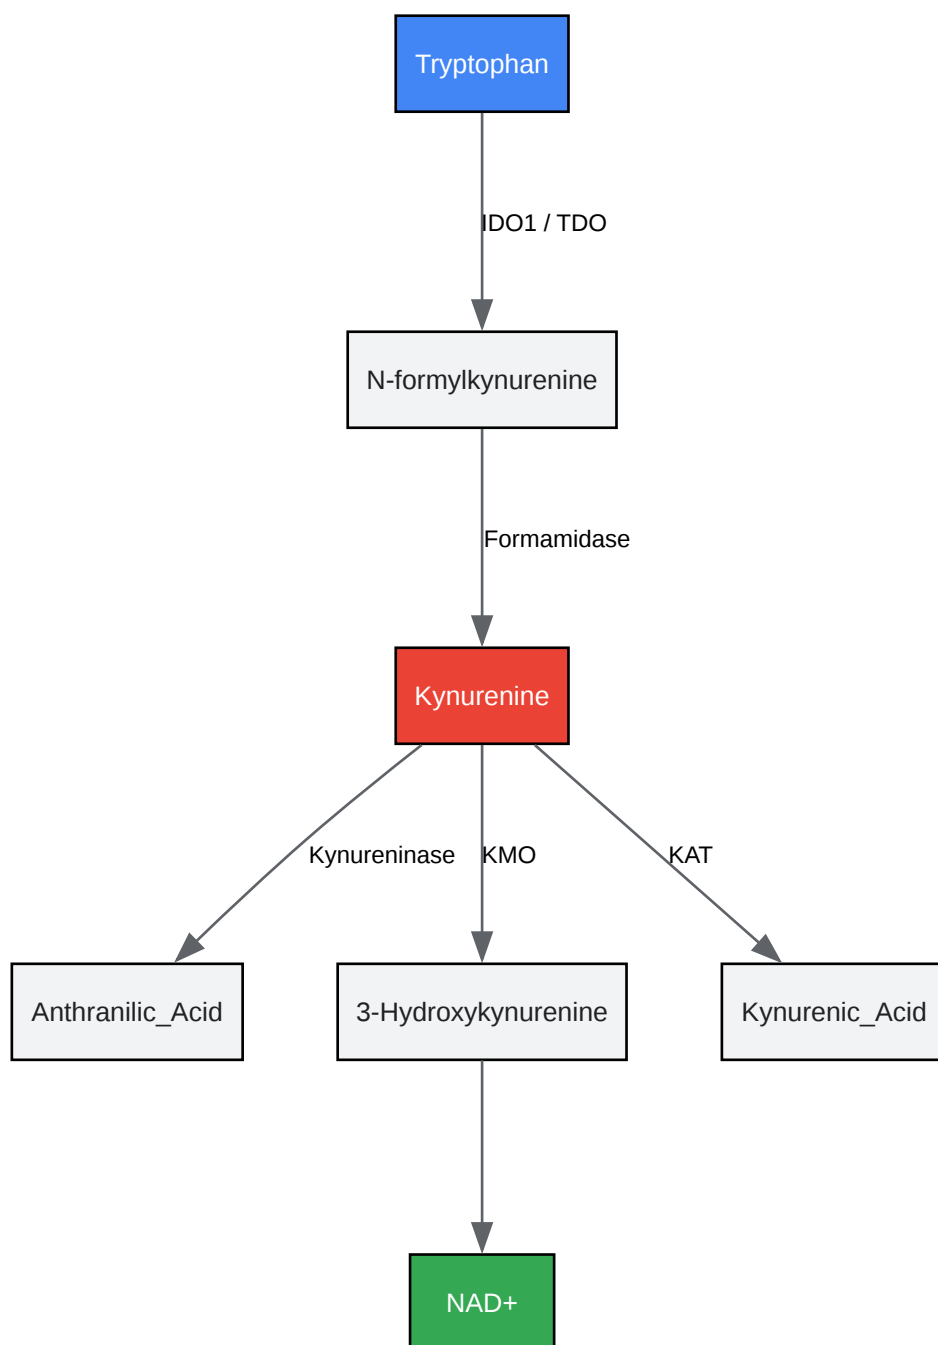 Tryptophan
IDO1 / TDO
N-formylkynurenine
Formamidase
Kynurenine
Kynureninase
KMO
KAT
Anthranilic_Acid
3-Hydroxykynurenine
Kynurenic_Acid
NAD+